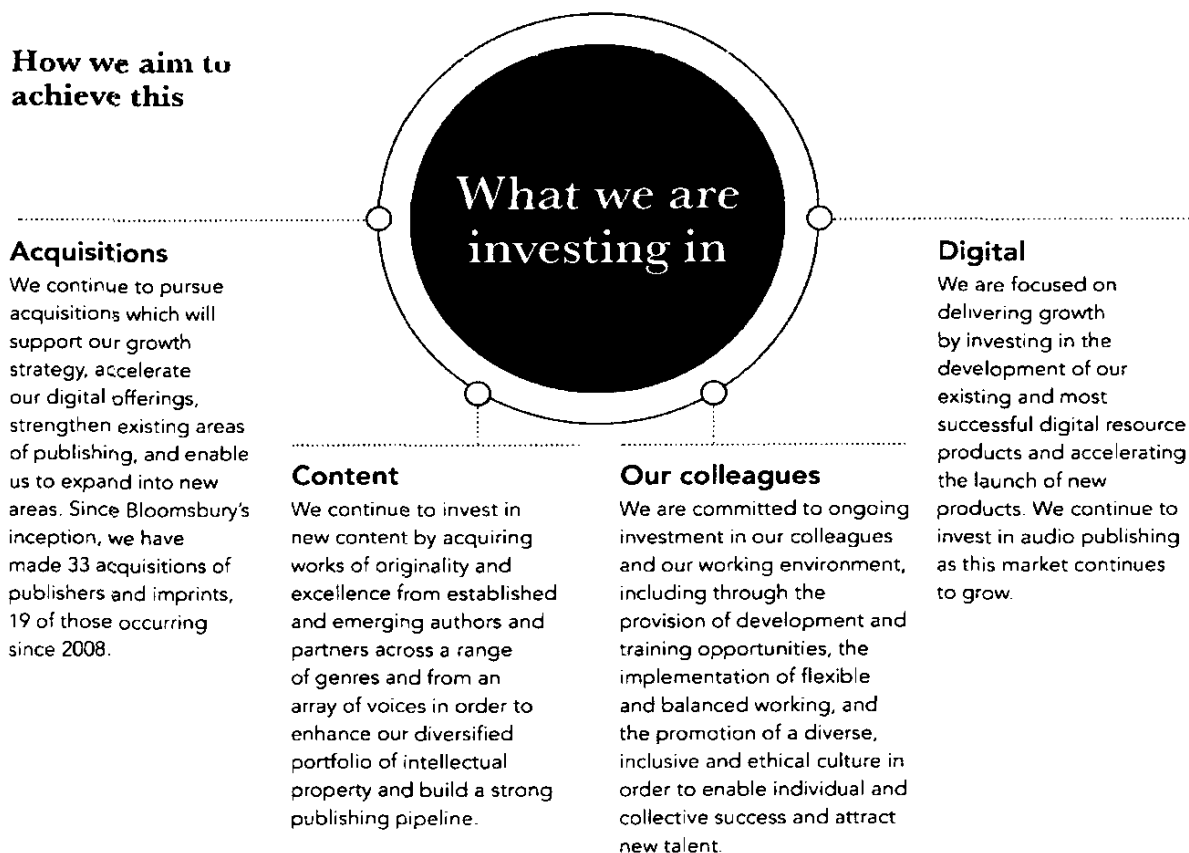 How we aim to
achieve this
What we are
investing in
Acquisitions
We continue to pursue
acquisitions which will
support our growth
strategy, accelerate
our digital offerings,
strengthen existing areas
of publishing, and enable
us to expand into new
areas. Since Bloomsbury's
inception, we have
made 33 acquisitions of
publishers and imprints,
19 of those occurring
since 2008.
Content
We continue to invest in
new content by acquiring
works of originality and
excellence from established
and emerging authors and
partners across a range
of genres and from an
array of voices in order to
enhance our diversified
portfolio of intellectual
property and build a strong
publishing pipeline.
Our colleagues
We are committed to ongoing
investment in our colleagues
and our working environment,
including through the
provision of development and
training opportunities, the
implementation of flexible
and balanced working, and
the promotion of a diverse,
inclusive and ethical culture in
order to enable individual and
collective success and attract
new talent.
Digital
We are focused on
delivering growth
by investing in the
development of our
existing and most
successful digital resource
products and accelerating
the launch of new
products. We continue to
invest in audio publishing
as this market continues
to grow.